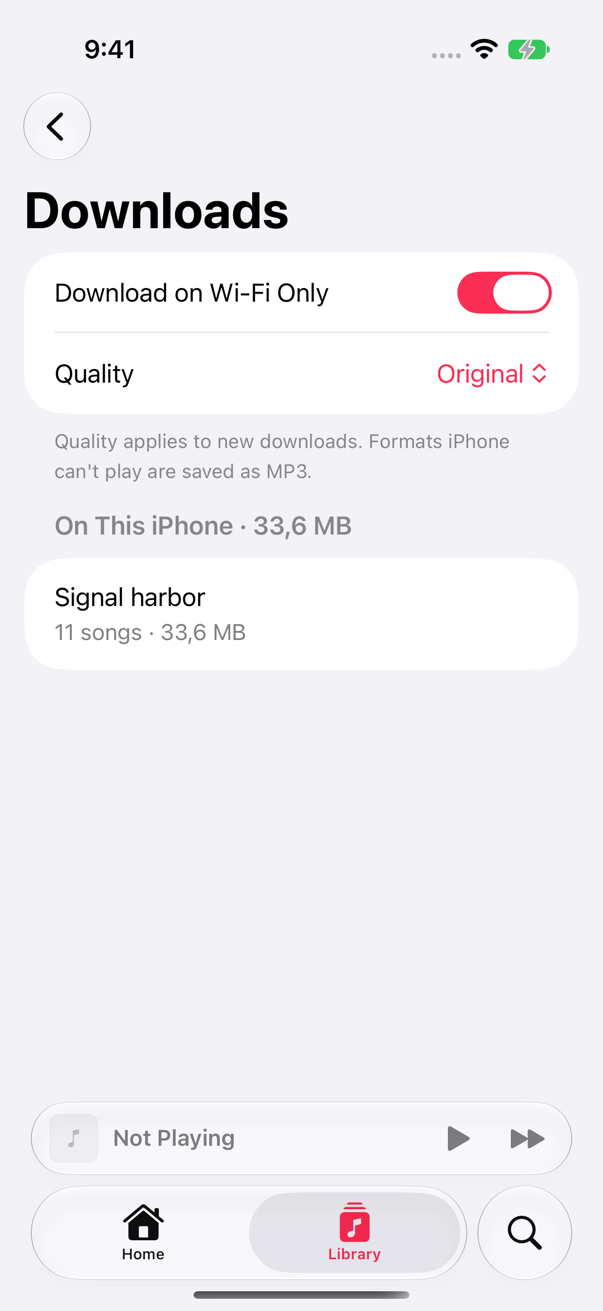 9:41
Downloads
Download on Wi-Fi Only
Quality
Original
Quality applies to new downloads. Formats iPhone
can't play are saved as MP3.
On This iPhone · 33,6 MB
Signal harbor
11 songs · 33,6 MB
Not Playing
Home
Library